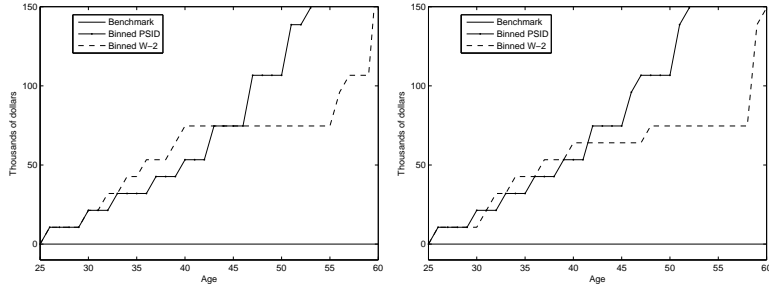 Benchmark
Binned PSID
Binned W−2
150
100
50
0
Thousands of dollars
25 30 35 40 45 50 55 60
Age
Benchmark
Binned PSID
Binned W−2
150
100
50
0
Thousands of dollars
25 30 35 40 45 50 55 60
Age